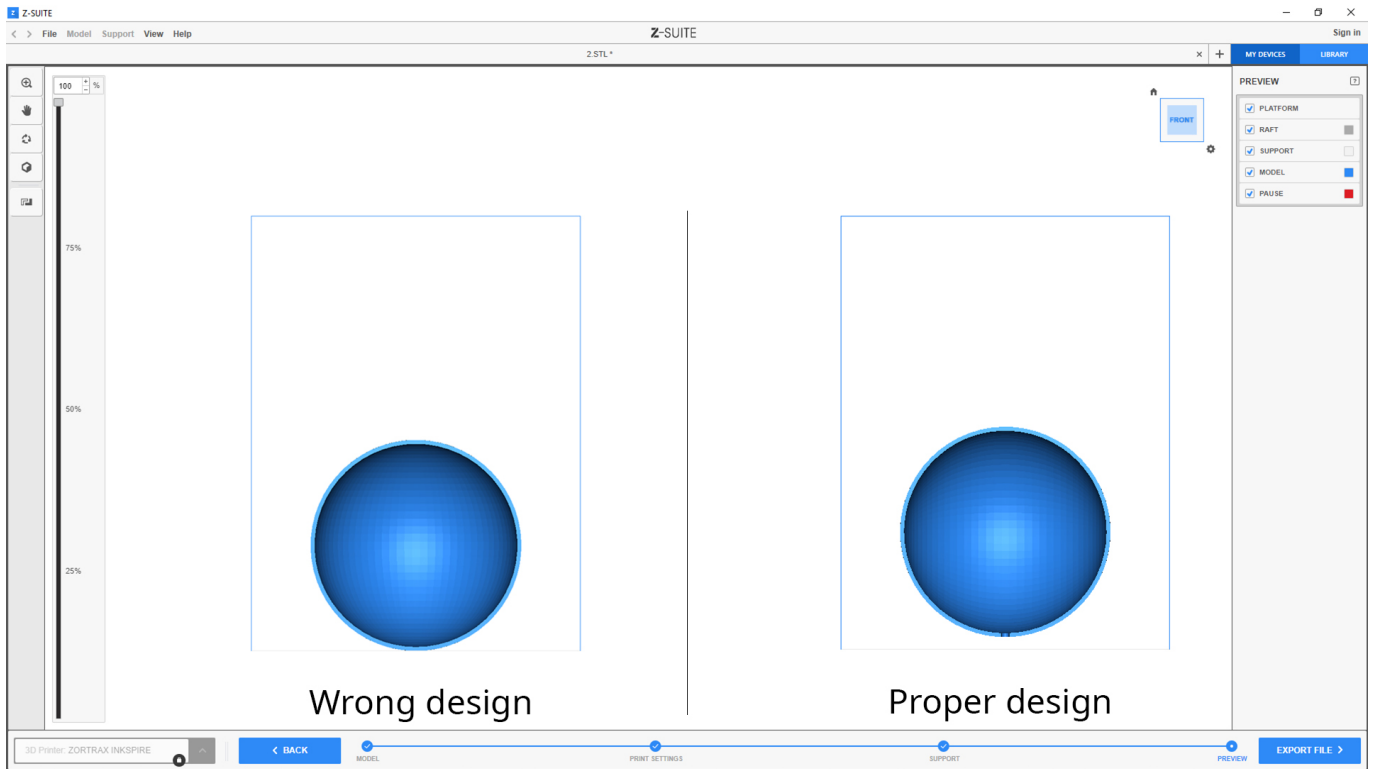 Z-SUITE
File Model Support View Help
Z-SUITE
Sign in
2.STL *
MY DEVICES
LIBRARY
100 %
75%
50%
25%
FRONT
PREVIEW
?
PLATFORM
RAFT
SUPPORT
MODEL
PAUSE
Wrong design
Proper design
3D Printer: ZORTRAX INKSPIRE
BACK
MODEL
PRINT SETTINGS
SUPPORT
PREVIEW
EXPORT FILE